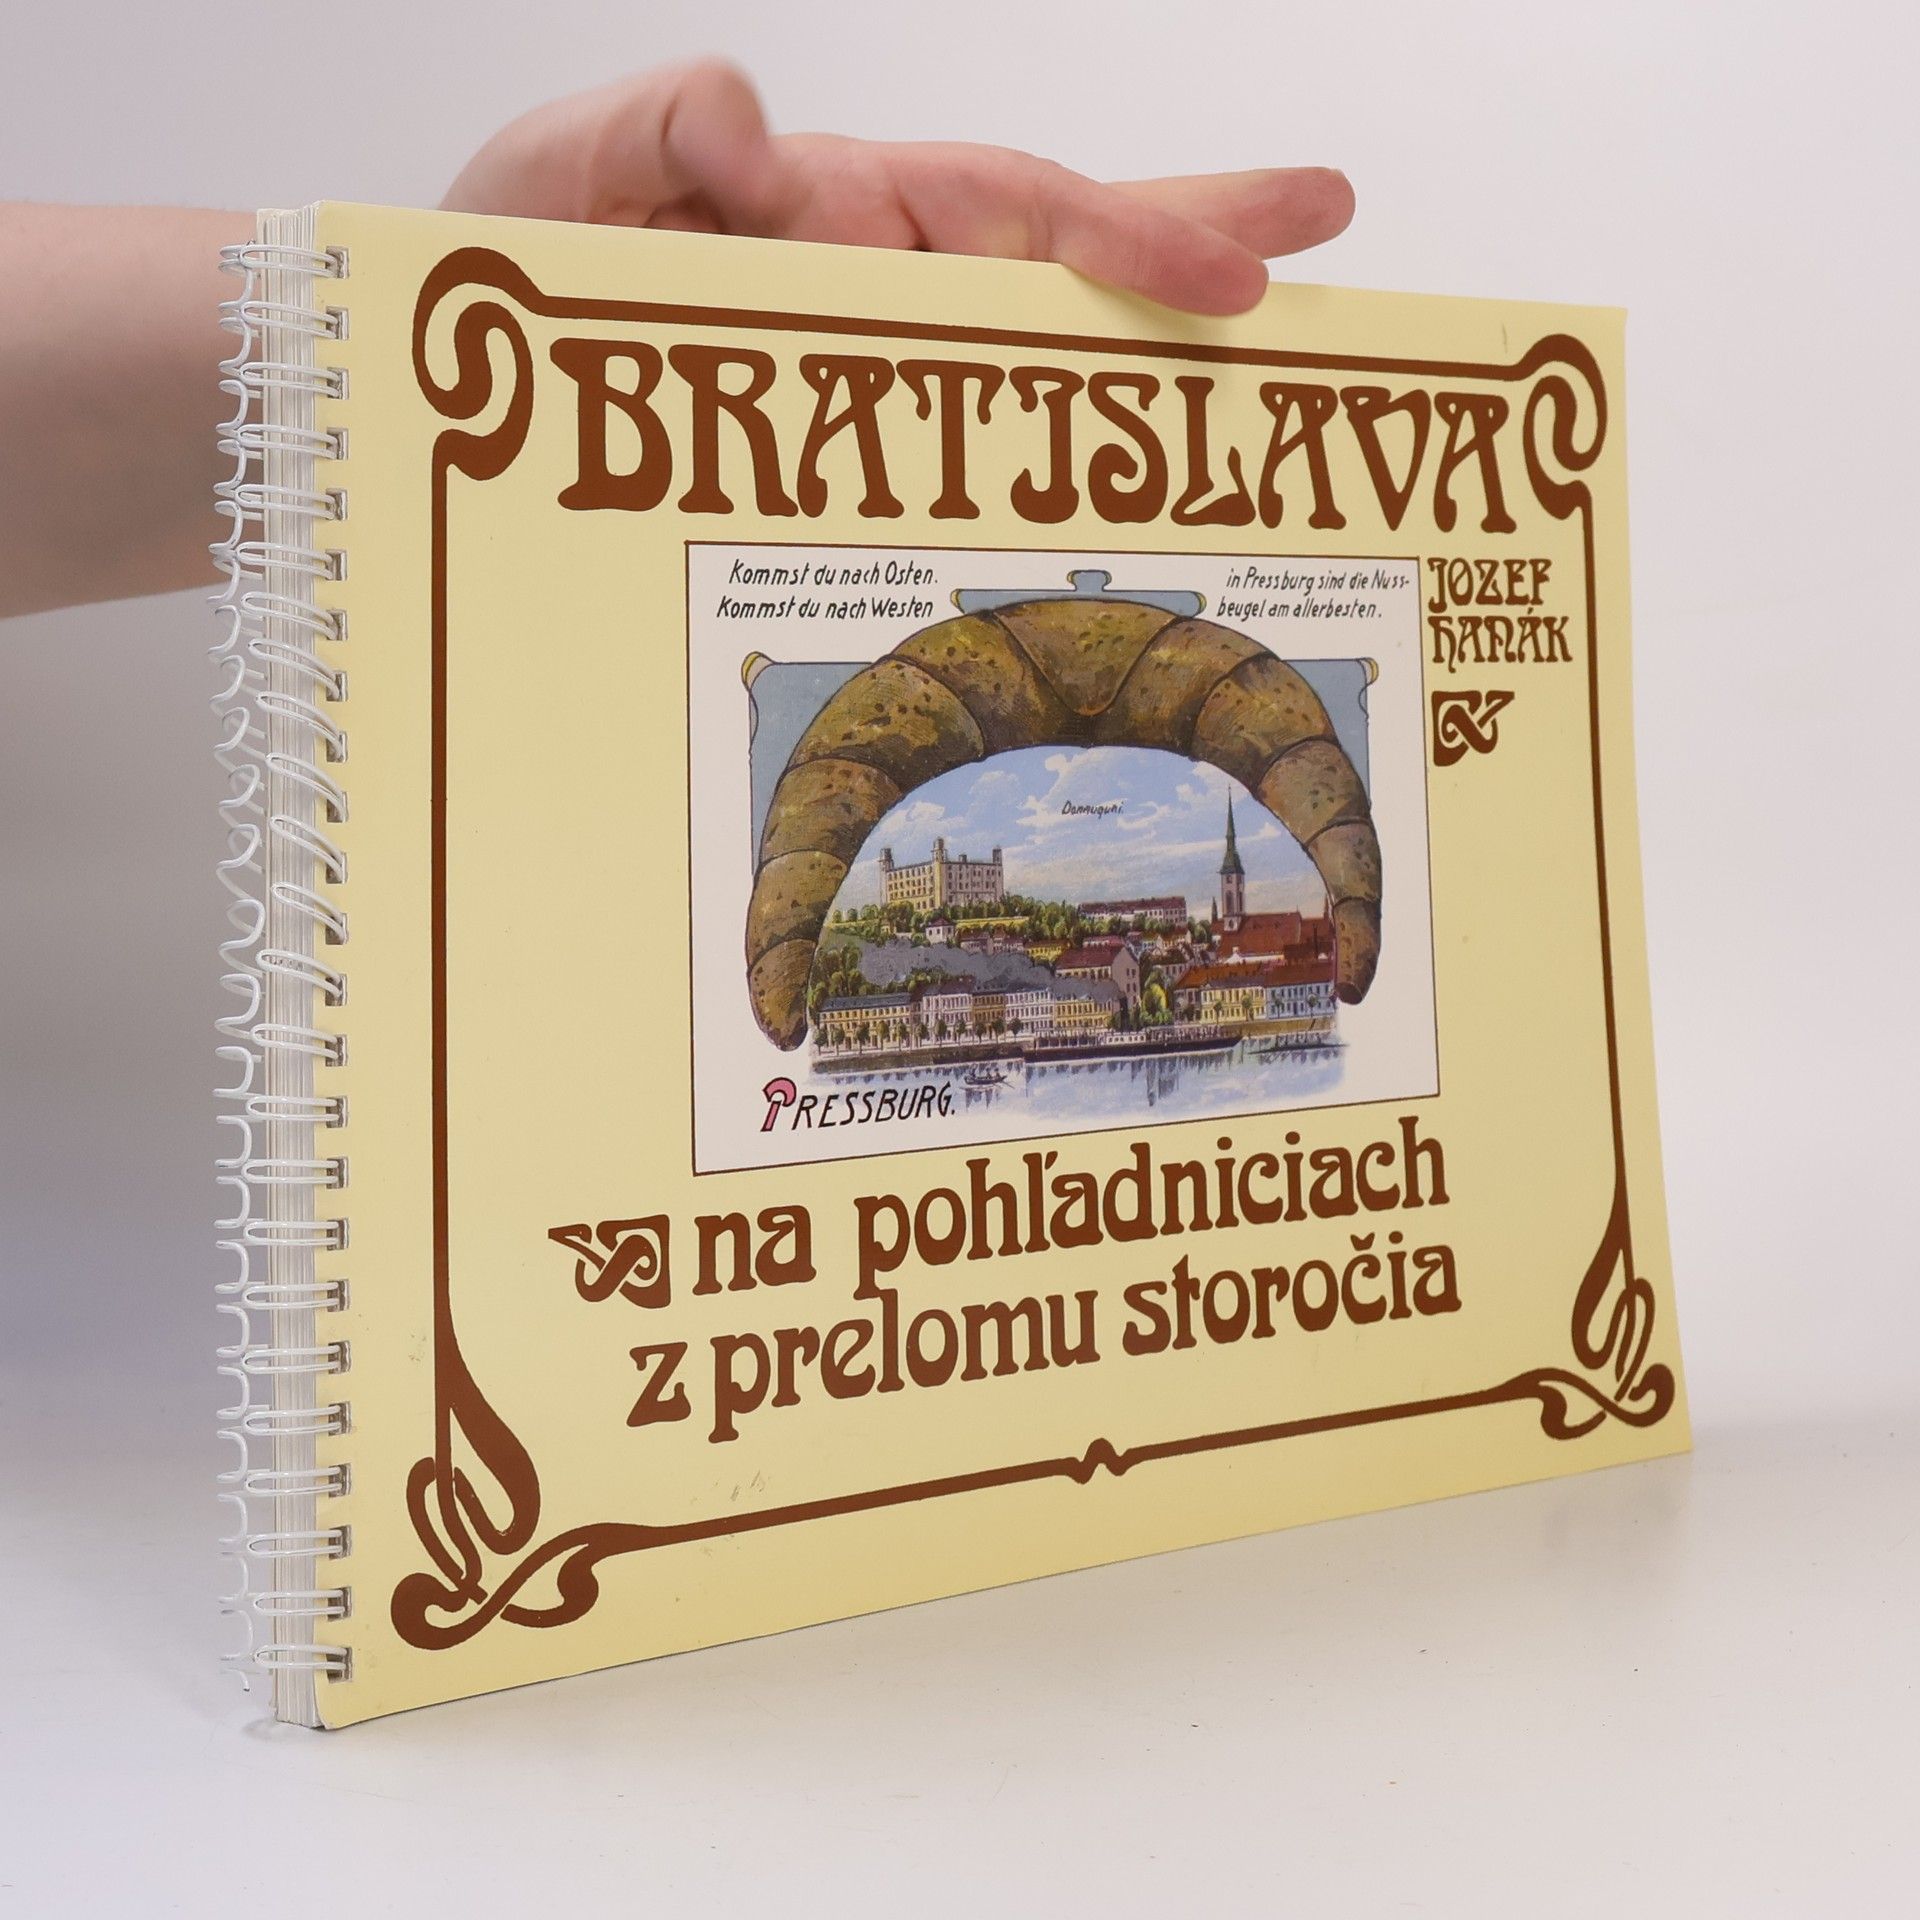 BRATISLAVA
JOZEF
HANÁK
Kommst du nach Osten.
Kommst du nach Westen
in Pressburg sind die Nuss-
beugel am allerbesten.
PRESSBURG.
na pohľadniciach
z prelomu storočia